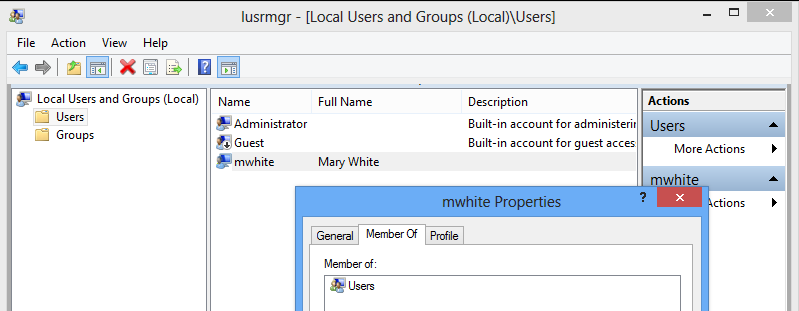 lusrmgr - [Local Users and Groups (Local)\Users]
File Action View Help
Local Users and Groups (Local)
Users
Groups
Name Full Name Description
Administrator Built-in account for administerin
Guest Built-in account for guest acces
mwhite Mary White
Actions
Users
More Actions
mwhite
Actions
mwhite Properties
?
General Member Of Profile
Member of:
Users